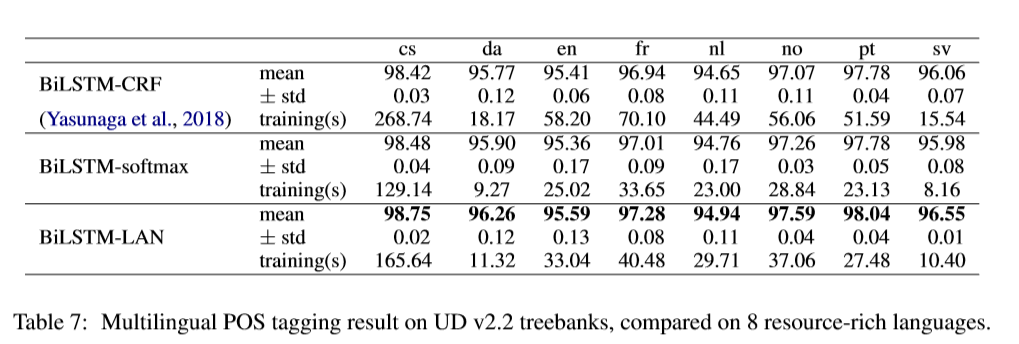 cs da en fr nl no pt sv
BiLSTM-CRF mean 98.42 95.77 95.41 96.94 94.65 97.07 97.78 96.06
± std 0.03 0.12 0.06 0.08 0.11 0.11 0.04 0.07
(Yasunaga et al., 2018) training(s) 268.74 18.17 58.20 70.10 44.49 56.06 51.59 15.54
mean 98.48 95.90 95.36 97.01 94.76 97.26 97.78 95.98
BiLSTM-softmax ± std 0.04 0.09 0.17 0.09 0.17 0.03 0.05 0.08
training(s) 129.14 9.27 25.02 33.65 23.00 28.84 23.13 8.16
mean 98.75 96.26 95.59 97.28 94.94 97.59 98.04 96.55
BiLSTM-LAN ± std 0.02 0.12 0.13 0.08 0.11 0.04 0.04 0.01
training(s) 165.64 11.32 33.04 40.48 29.71 37.06 27.48 10.40
Table 7: Multilingual POS tagging result on UD v2.2 treebanks, compared on 8 resource-rich languages.